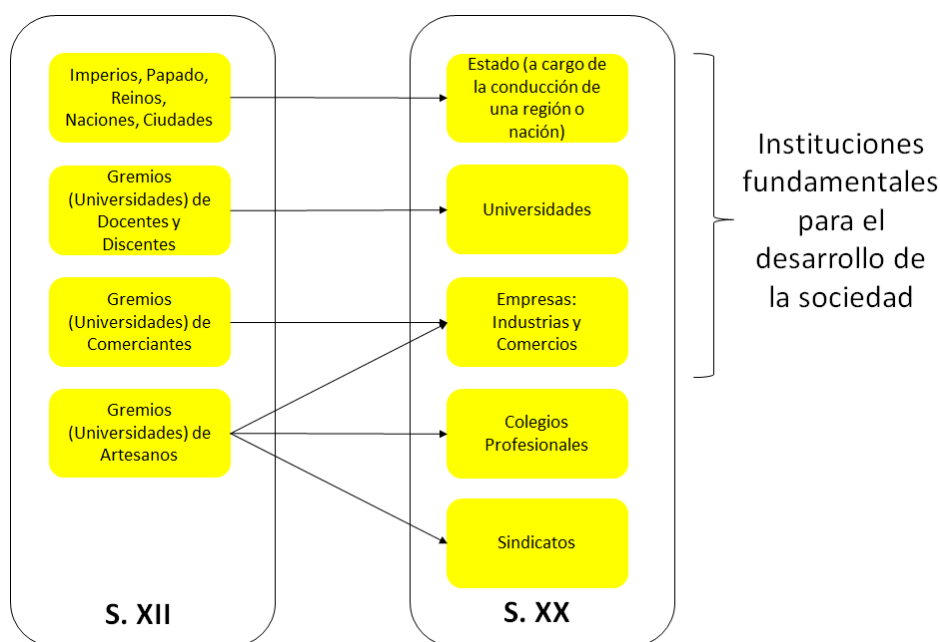 Imperios, Papado,
Reinos,
Naciones, Ciudades
Gremios
(Universidades) de
Docentes y
Discentes
Gremios
(Universidades) de
Comerciantes
Gremios
(Universidades) de
Artesanos
S. XII
Estado (a cargo de
la conducción de
una región o
nación)
Universidades
Empresas:
Industrias y
Comercios
Colegios
Profesionales
Sindicatos
S. XX
Instituciones
fundamentales
para el
desarrollo de
la sociedad